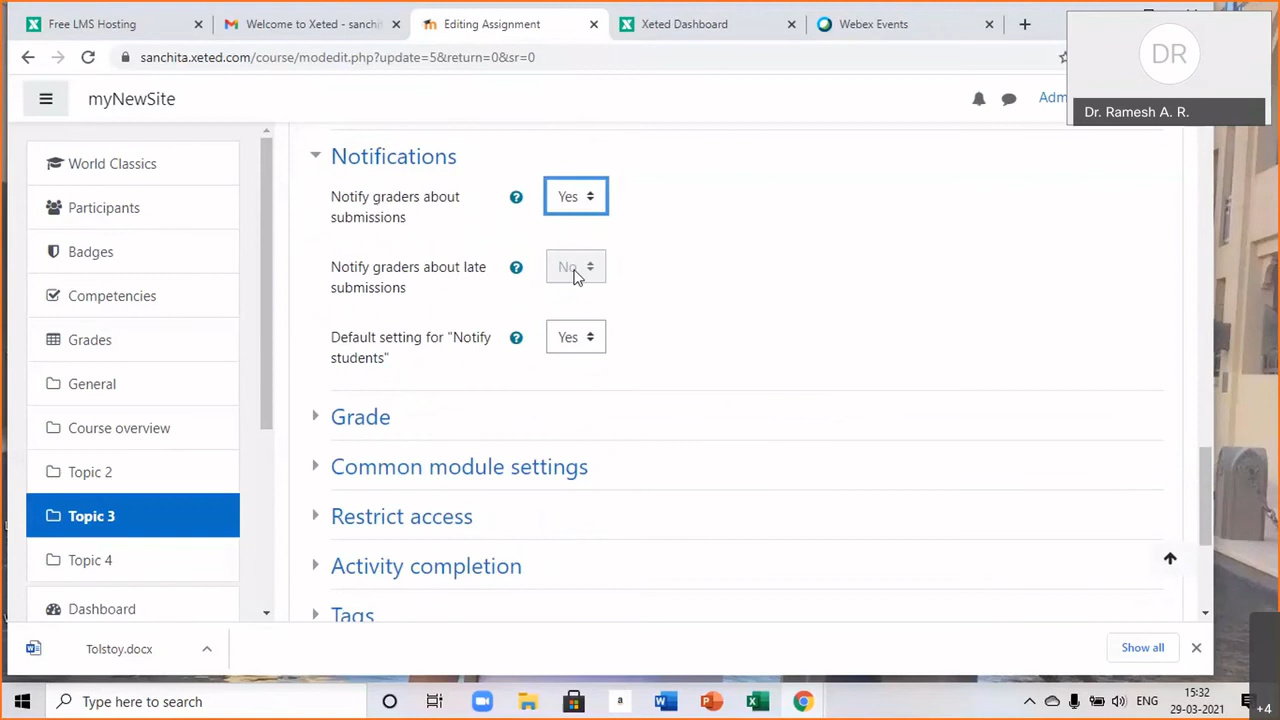 Free LMS Hosting
Welcome to Xeted - sanchit
Editing Assignment
Xeted Dashboard
Webex Events
sanchita.xeted.com/course/modedit.php?update=5&return=0&sr=0
DR
Dr. Ramesh A. R.
myNewSite
Adm
World Classics
Participants
Badges
Competencies
Grades
General
Course overview
Topic 2
Topic 3
Topic 4
Dashboard
Notifications
Notify graders about
submissions
Yes
Notify graders about late
submissions
No
Default setting for "Notify
students"
Yes
Grade
Common module settings
Restrict access
Activity completion
Tags
Tolstoy.docx
Show all
Type here to search
a
ENG
15:32
29-03-2021
+4